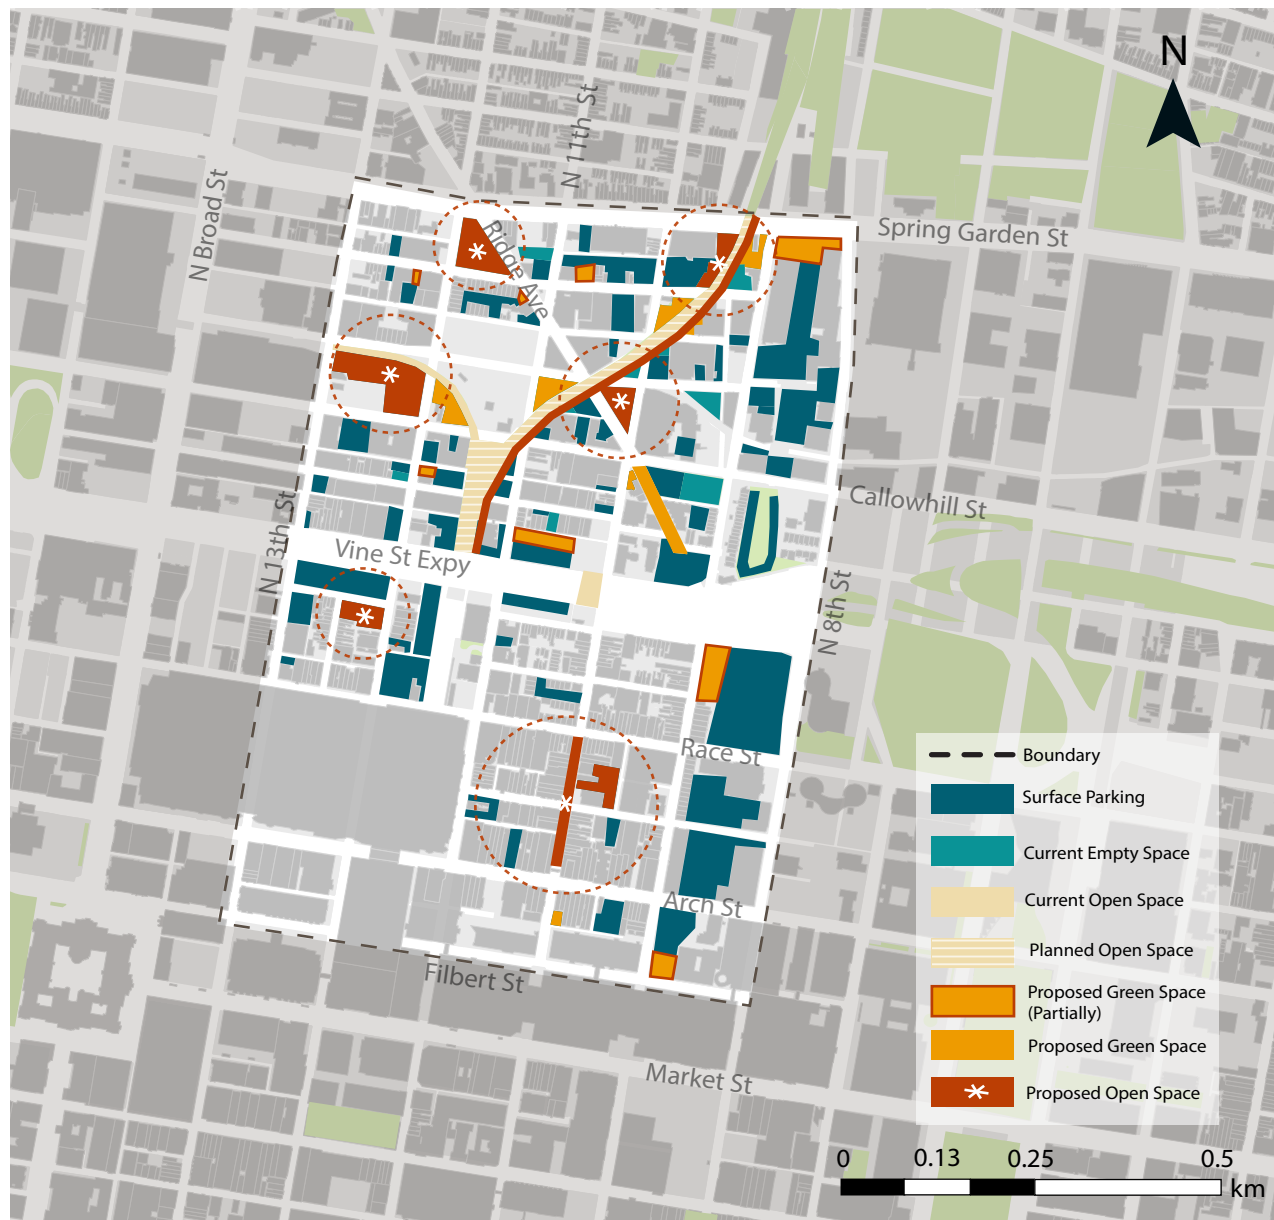 N
N 11th St
N Broad St
Ridge Ave
Spring Garden St
Callowhill St
N 13th St
Vine St Expy
N 8th St
Race St
Arch St
Filbert St
Market St
Boundary
Surface Parking
Current Empty Space
Current Open Space
Planned Open Space
Proposed Green Space
(Partially)
Proposed Green Space
Proposed Open Space
0 0.13 0.25 0.5
km